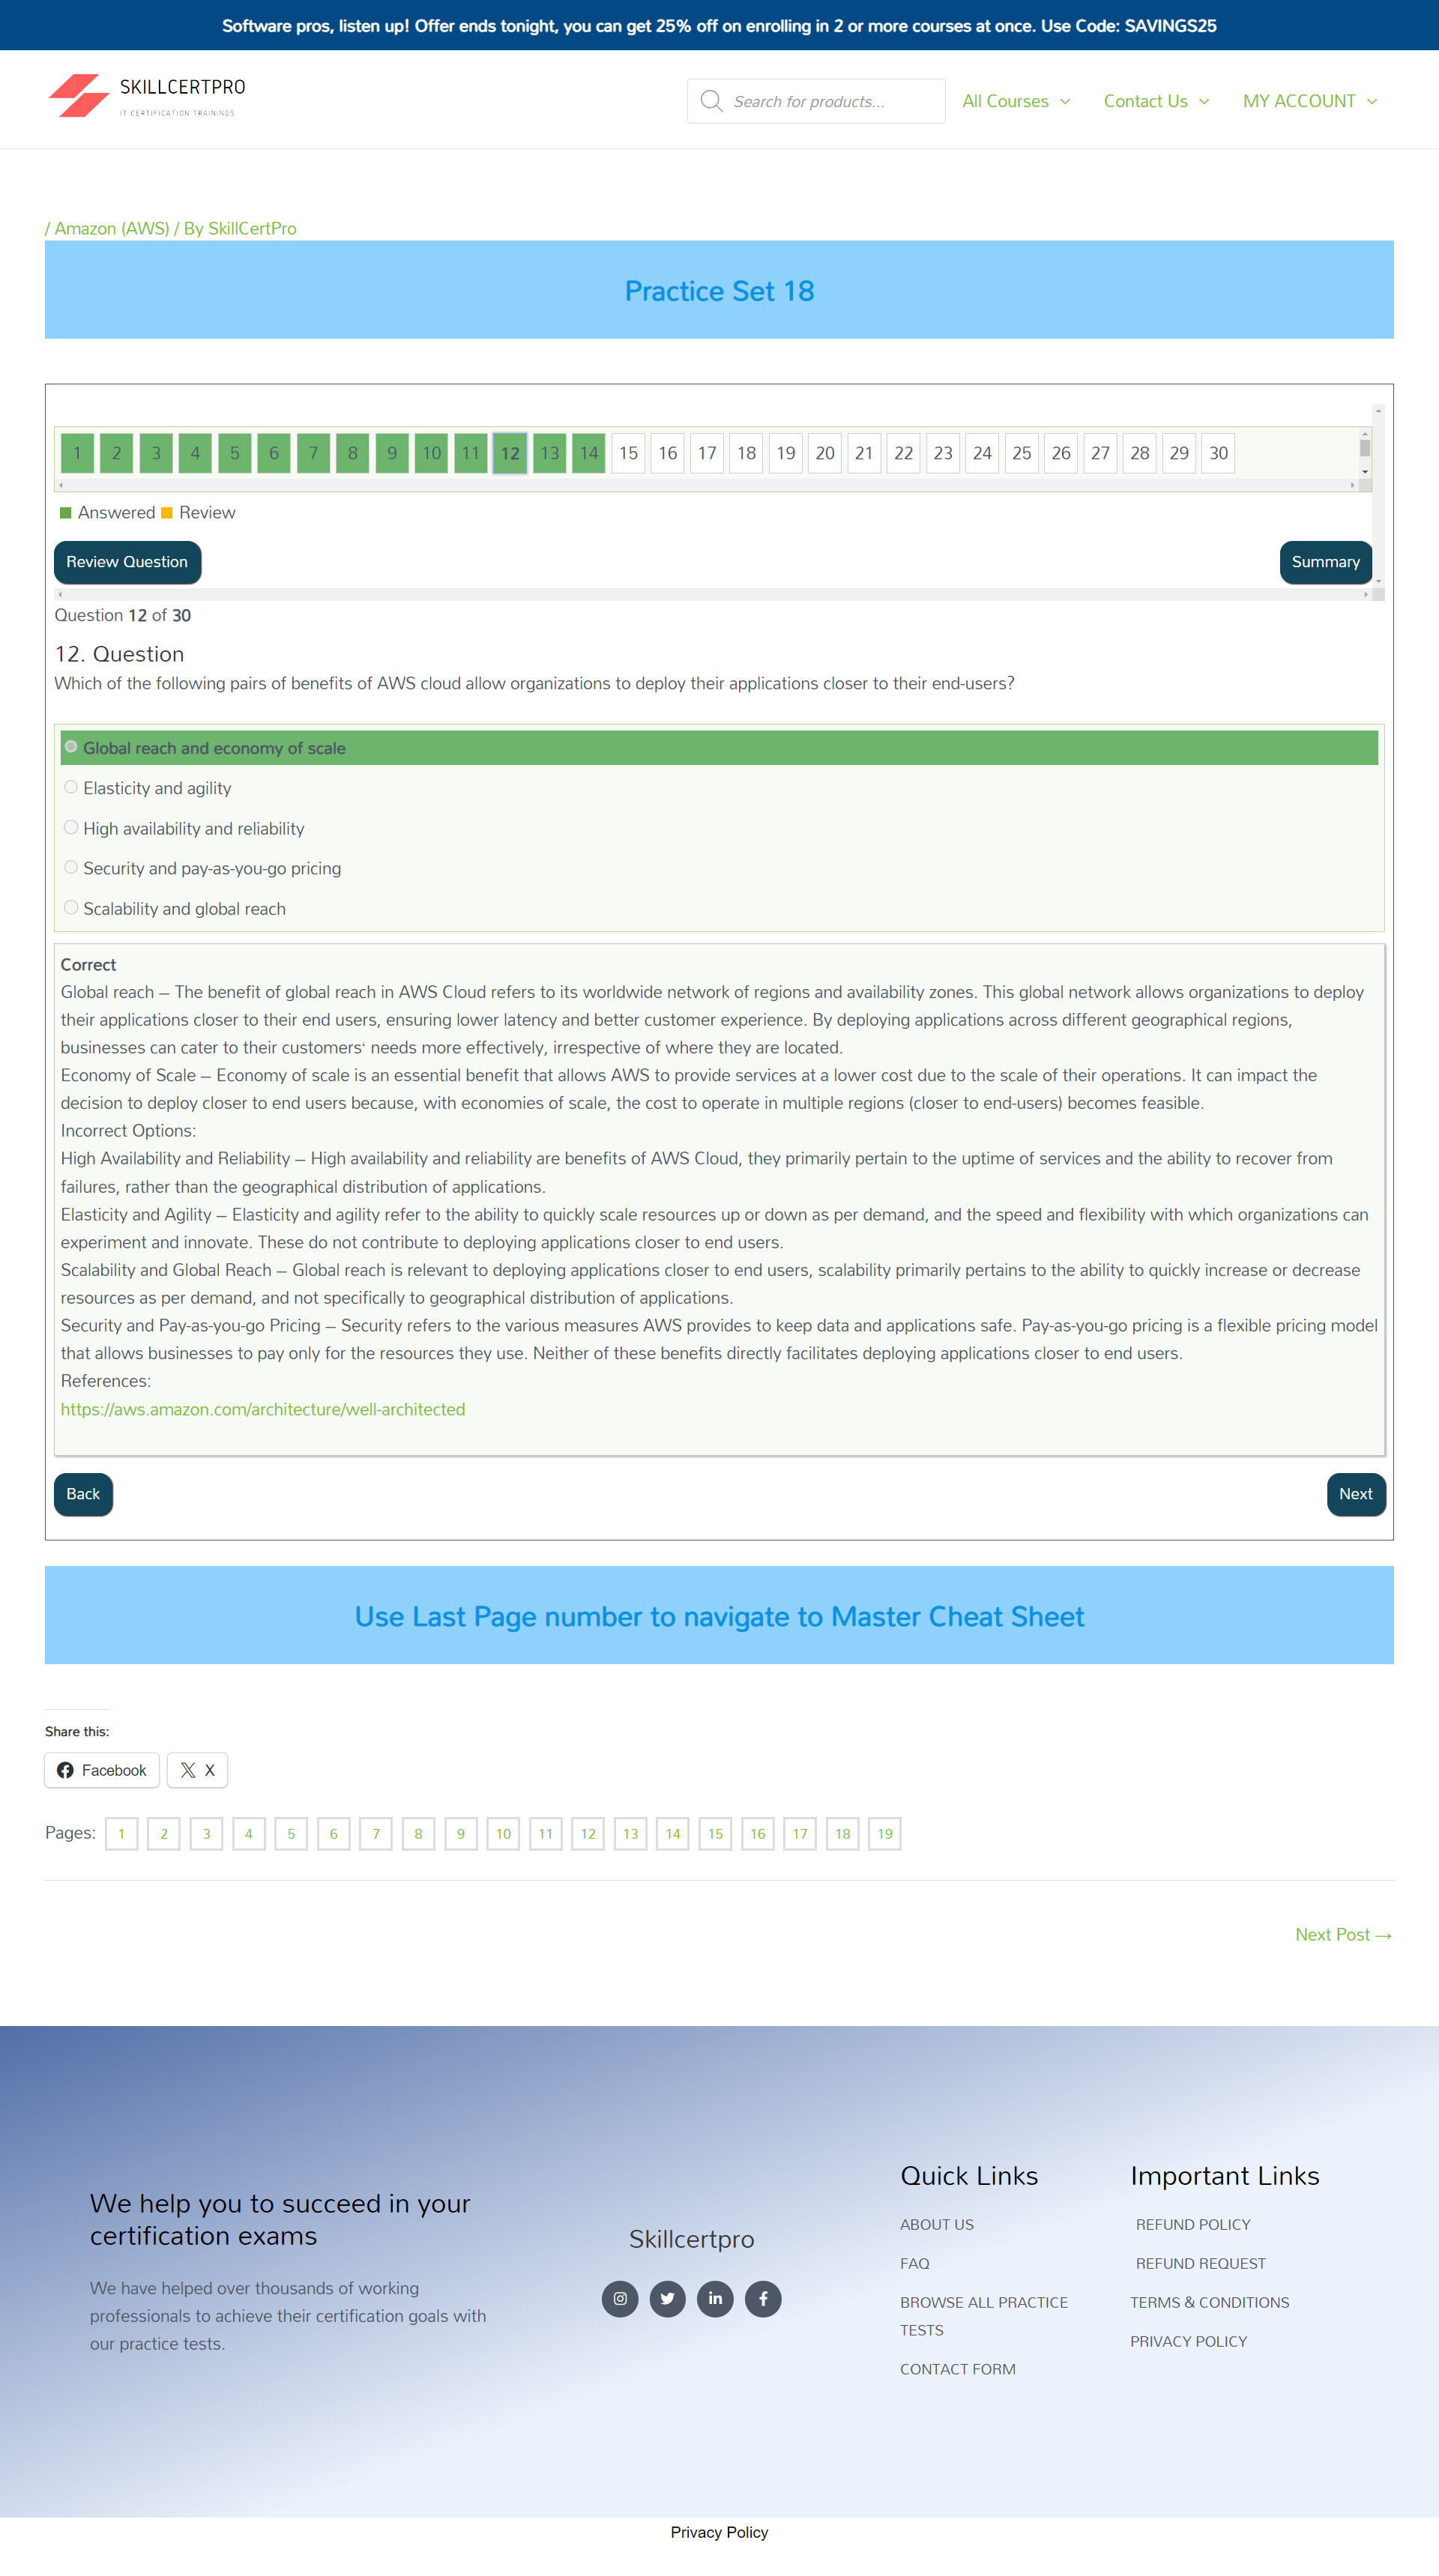 Software pros, listen up! Offer ends tonight, you can get 25% off on enrolling in 2 or more courses at once. Use Code: SAVINGS25
SKILLCERTPRO
IT CERTIFICATION TRAININGS
Search for products...
All Courses
Contact Us
MY ACCOUNT
/ Amazon (AWS) / By SkillCertPro
Practice Set 18
1 2 3 4 5 6 7 8 9 10 11 12 13 14 15 16 17 18 19 20 21 22 23 24 25 26 27 28 29 30
Answered Review
Review Question
Summary
Question 12 of 30
12. Question
Which of the following pairs of benefits of AWS cloud allow organizations to deploy their applications closer to their end-users?
Global reach and economy of scale
Elasticity and agility
High availability and reliability
Security and pay-as-you-go pricing
Scalability and global reach
Correct
Global reach – The benefit of global reach in AWS Cloud refers to its worldwide network of regions and availability zones. This global network allows organizations to deploy
their applications closer to their end users, ensuring lower latency and better customer experience. By deploying applications across different geographical regions,
businesses can cater to their customers‘ needs more effectively, irrespective of where they are located.
Economy of Scale – Economy of scale is an essential benefit that allows AWS to provide services at a lower cost due to the scale of their operations. It can impact the
decision to deploy closer to end users because, with economies of scale, the cost to operate in multiple regions (closer to end-users) becomes feasible.
Incorrect Options:
High Availability and Reliability – High availability and reliability are benefits of AWS Cloud, they primarily pertain to the uptime of services and the ability to recover from
failures, rather than the geographical distribution of applications.
Elasticity and Agility – Elasticity and agility refer to the ability to quickly scale resources up or down as per demand, and the speed and flexibility with which organizations can
experiment and innovate. These do not contribute to deploying applications closer to end users.
Scalability and Global Reach – Global reach is relevant to deploying applications closer to end users, scalability primarily pertains to the ability to quickly increase or decrease
resources as per demand, and not specifically to geographical distribution of applications.
Security and Pay-as-you-go Pricing – Security refers to the various measures AWS provides to keep data and applications safe. Pay-as-you-go pricing is a flexible pricing model
that allows businesses to pay only for the resources they use. Neither of these benefits directly facilitates deploying applications closer to end users.
References:
https://aws.amazon.com/architecture/well-architected
Back
Next
Use Last Page number to navigate to Master Cheat Sheet
Share this:
Facebook
X
Pages: 1 2 3 4 5 6 7 8 9 10 11 12 13 14 15 16 17 18 19
Next Post →
We help you to succeed in your
certification exams
We have helped over thousands of working
professionals to achieve their certification goals with
our practice tests.
Skillcertpro
Quick Links
ABOUT US
FAQ
BROWSE ALL PRACTICE
TESTS
CONTACT FORM
Important Links
REFUND POLICY
REFUND REQUEST
TERMS & CONDITIONS
PRIVACY POLICY
Privacy Policy